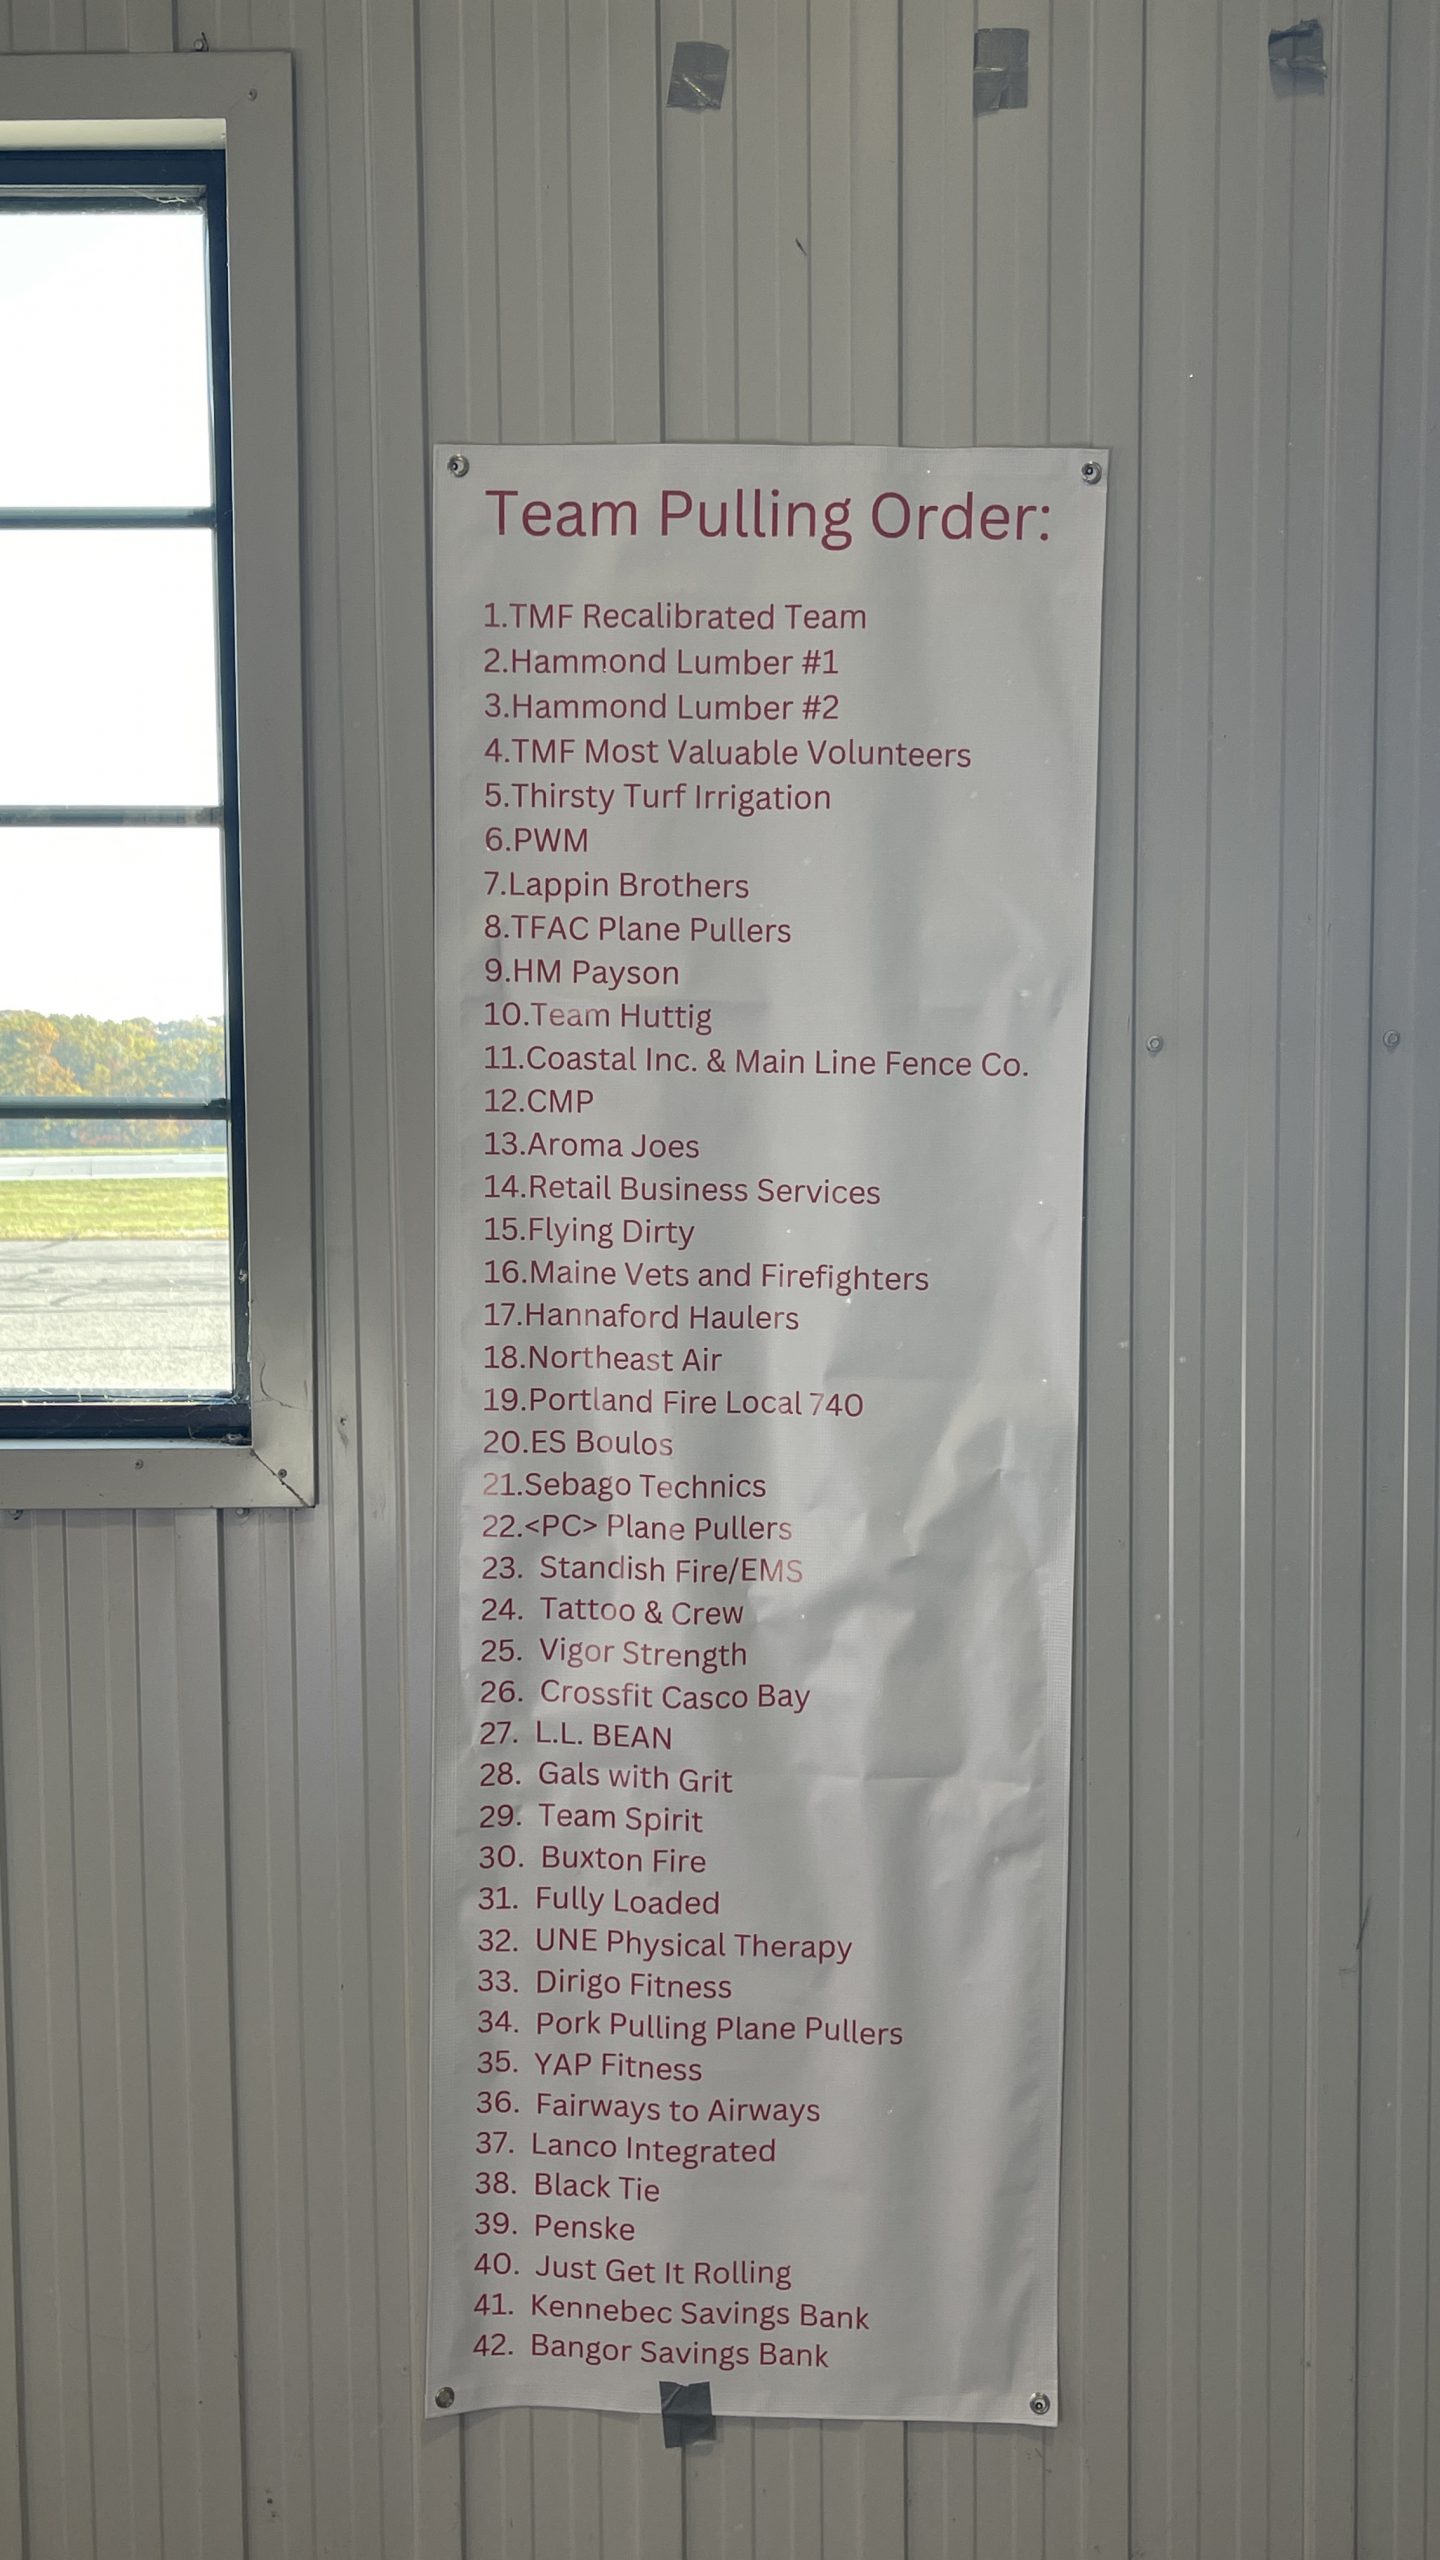 Team Pulling Order:
1.TMF Recalibrated Team
2.Hammond Lumber #1
3.Hammond Lumber #2
4.TMF Most Valuable Volunteers
5.Thirsty Turf Irrigation
6.PWM
7.Lappin Brothers
8.TFAC Plane Pullers
9.HM Payson
10.Team Huttig
11.Coastal Inc. & Main Line Fence Co.
12.CMP
13.Aroma Joes
14.Retail Business Services
15.Flying Dirty
16.Maine Vets and Firefighters
17.Hannaford Haulers
18.Northeast Air
19.Portland Fire Local 740
20.ES Boulos
21.Sebago Technics
22.<PC> Plane Pullers
23. Standish Fire/EMS
24. Tattoo & Crew
25. Vigor Strength
26. Crossfit Casco Bay
27. L.L. BEAN
28. Gals with Grit
29. Team Spirit
30. Buxton Fire
31. Fully Loaded
32. UNE Physical Therapy
33. Dirigo Fitness
34. Pork Pulling Plane Pullers
35. YAP Fitness
36. Fairways to Airways
37. Lanco Integrated
38. Black Tie
39. Penske
40. Just Get It Rolling
41. Kennebec Savings Bank
42. Bangor Savings Bank